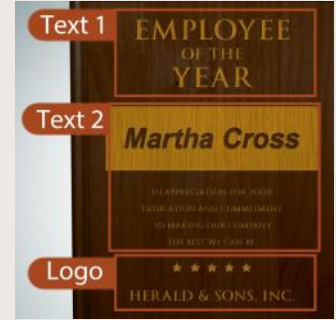 Text 1
EMPLOYEE
OF THE
YEAR
Text 2
Martha Cross
IN APPRECIATION FOR YOUR
DEDICATION AND COMMITMENT
TO MAKING OUR COMPANY
THE BEST WE CAN BE
Logo
HERALD & SONS, INC.